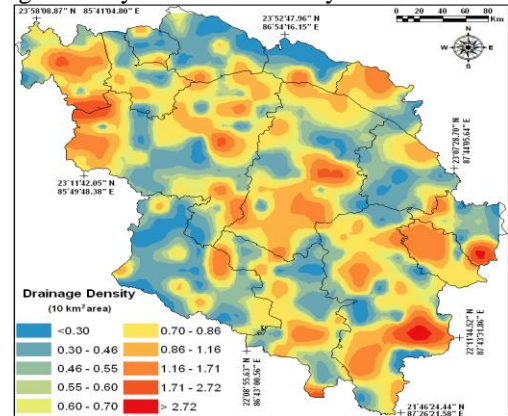 23°58'08.87" N
85°41'04.80" E
23°52'47.96" N
86°54'16.15" E
0 20 40 60 80
Km
N
W E
S
23°07'28.70" N
87°44'05.64" E
23°11'42.05" N
85°49'48.38" E
Drainage Density
(10 km² area)
<0.30
0.30 - 0.46
0.46 - 0.55
0.55 - 0.60
0.60 - 0.70
0.70 - 0.86
0.86 - 1.16
1.16 - 1.71
1.71 - 2.72
> 2.72
22°08'55.63" N
86°43'00.56" E
22°11'44.52" N
87°43'31.86" E
21°46'24.44" N
87°26'21.58" E